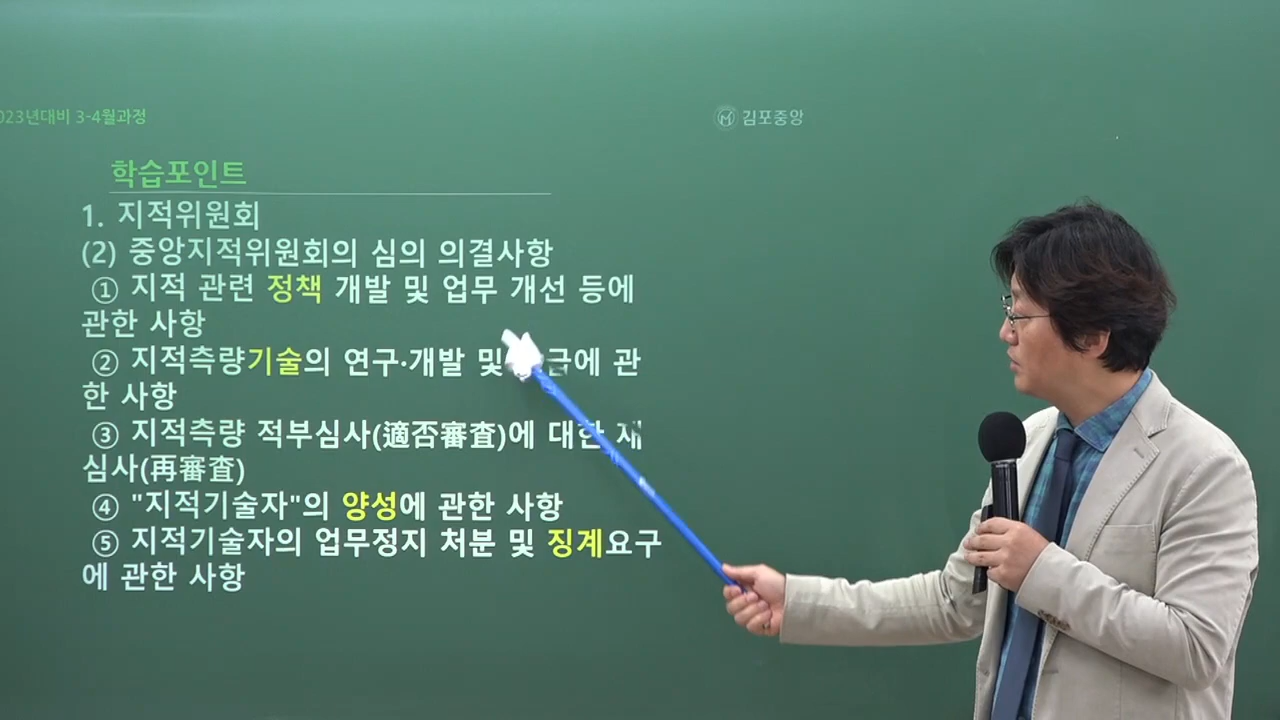 023년대비 3-4월과정
김포중앙
학습포인트
1. 지적위원회
(2) 중앙지적위원회의 심의 의결사항
① 지적 관련 정책 개발 및 업무 개선 등에
관한 사항
② 지적측량기술의 연구·개발 및 관
한 사항
③ 지적측량 적부심사(適否審査)에 대한 재
심사(再審査)
④ "지적기술자"의 양성에 관한 사항
⑤ 지적기술자의 업무정지 처분 및 징계요구
에 관한 사항